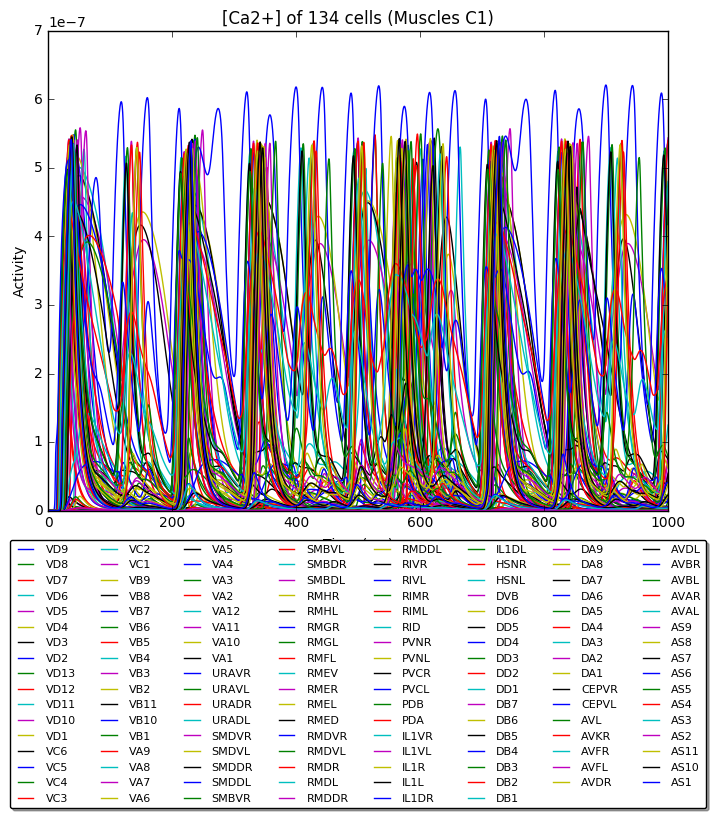 [Ca2+] of 134 cells (Muscles C1)
1e−7
7
6
5
4
3
2
1
0
Activity
0 200 400 600 800 1000
VD9 VC2 VA5 SMBVL RMDDL IL1DL DA9 AVDL
VD8 VC1 VA4 SMBDR RIVR HSNR DA8 AVBR
VD7 VB9 VA3 SMBDL RIVL HSNL DA7 AVBL
VD6 VB8 VA2 RMHR RIMR DVB DA6 AVAR
VD5 VB7 VA12 RMHL RIML DD6 DA5 AVAL
VD4 VB6 VA11 RMGR RID DD5 DA4 AS9
VD3 VB5 VA10 RMGL PVNR DD4 DA3 AS8
VD2 VB4 VA1 RMFL PVNL DD3 DA2 AS7
VD13 VB3 URAVR RMEV PVCR DD2 DA1 AS6
VD12 VB2 URAVL RMER PVCL DD1 CEPVR AS5
VD11 VB11 URADR RMEL PDB DB7 CEPVL AS4
VD10 VB10 URADL RMED PDA DB6 AVL AS3
VD1 VB1 SMDVR RMDVR IL1VR DB5 AVKR AS2
VC6 VA9 SMDVL RMDVL IL1VL DB4 AVFR AS11
VC5 VA8 SMDDR RMDR IL1R DB3 AVFL AS10
VC4 VA7 SMDDL RMDL IL1L DB2 AVDR AS1
VC3 VA6 SMBVR RMDDR IL1DR DB1